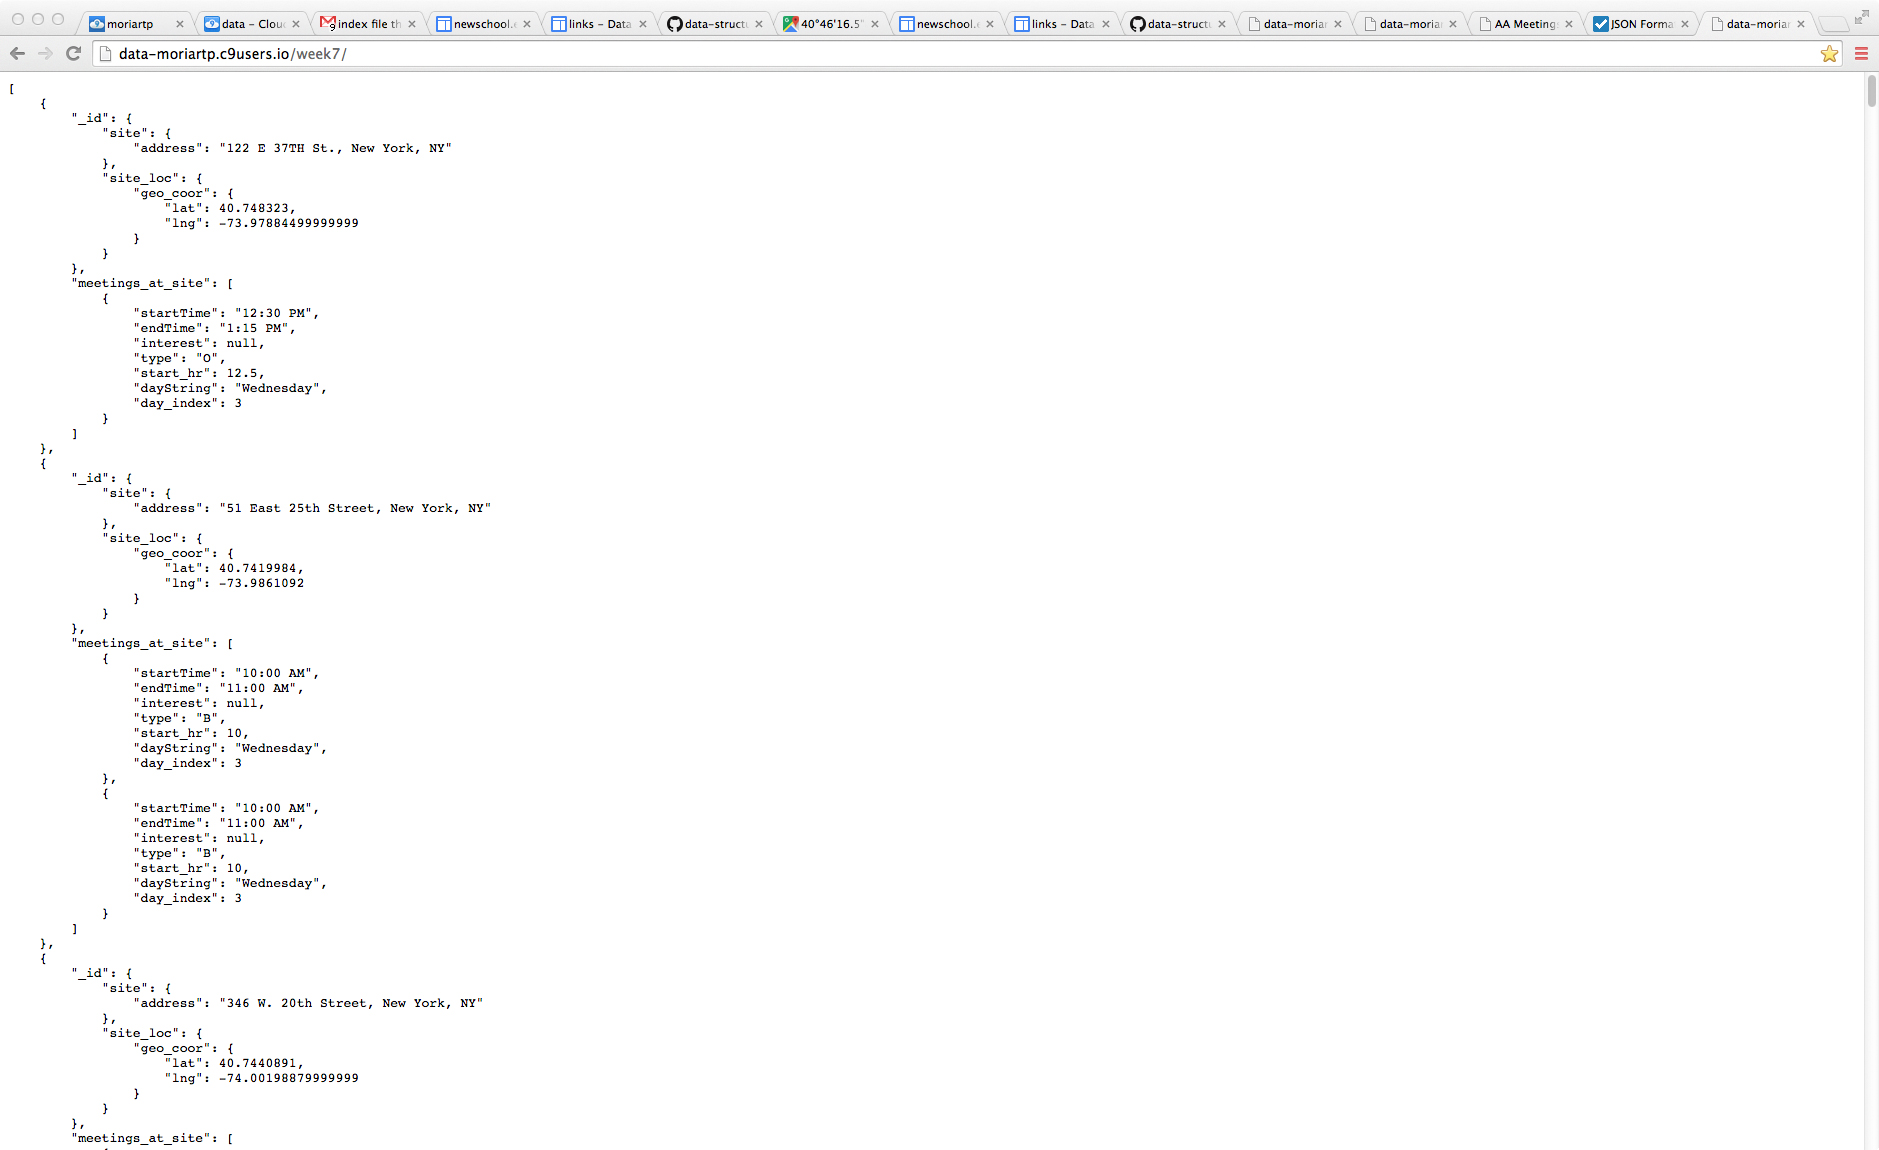 moriartp
data – Clou
index file th
newschool.
links – Data
data-structu
40°46'16.5"
newschool.
links – Data
data-structu
data-moriar
data-moriar
AA Meeting
JSON Forma
data-moriar
data-moriartp.c9users.io/week7/
[
    {
        "_id": {
            "site": {
                "address": "122 E 37TH St., New York, NY"
            },
            "site_loc": {
                "geo_coor": {
                    "lat": 40.748323,
                    "lng": -73.97884499999999
                }
            }
        },
        "meetings_at_site": [
            {
                "startTime": "12:30 PM",
                "endTime": "1:15 PM",
                "interest": null,
                "type": "O",
                "start_hr": 12.5,
                "dayString": "Wednesday",
                "day_index": 3
            }
        ]
    },
    {
        "_id": {
            "site": {
                "address": "51 East 25th Street, New York, NY"
            },
            "site_loc": {
                "geo_coor": {
                    "lat": 40.7419984,
                    "lng": -73.9861092
                }
            }
        },
        "meetings_at_site": [
            {
                "startTime": "10:00 AM",
                "endTime": "11:00 AM",
                "interest": null,
                "type": "B",
                "start_hr": 10,
                "dayString": "Wednesday",
                "day_index": 3
            },
            {
                "startTime": "10:00 AM",
                "endTime": "11:00 AM",
                "interest": null,
                "type": "B",
                "start_hr": 10,
                "dayString": "Wednesday",
                "day_index": 3
            }
        ]
    },
    {
        "_id": {
            "site": {
                "address": "346 W. 20th Street, New York, NY"
            },
            "site_loc": {
                "geo_coor": {
                    "lat": 40.7440891,
                    "lng": -74.00198879999999
                }
            }
        },
        "meetings_at_site": [